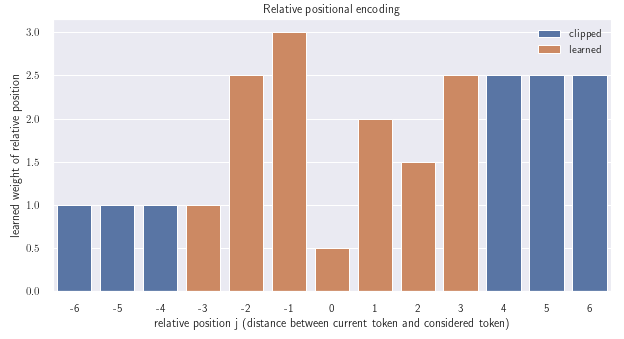 Relative positional encoding
clipped
learned
learned weight of relative position
3.0
2.5
2.0
1.5
1.0
0.5
0.0
-6 -5 -4 -3 -2 -1 0 1 2 3 4 5 6
relative position j (distance between current token and considered token)